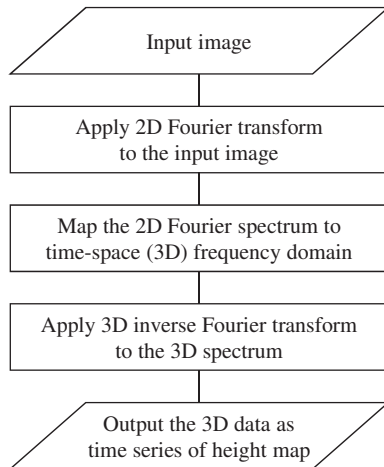 Input image
Apply 2D Fourier transform
to the input image
Map the 2D Fourier spectrum to
time-space (3D) frequency domain
Apply 3D inverse Fourier transform
to the 3D spectrum
Output the 3D data as
time series of height map